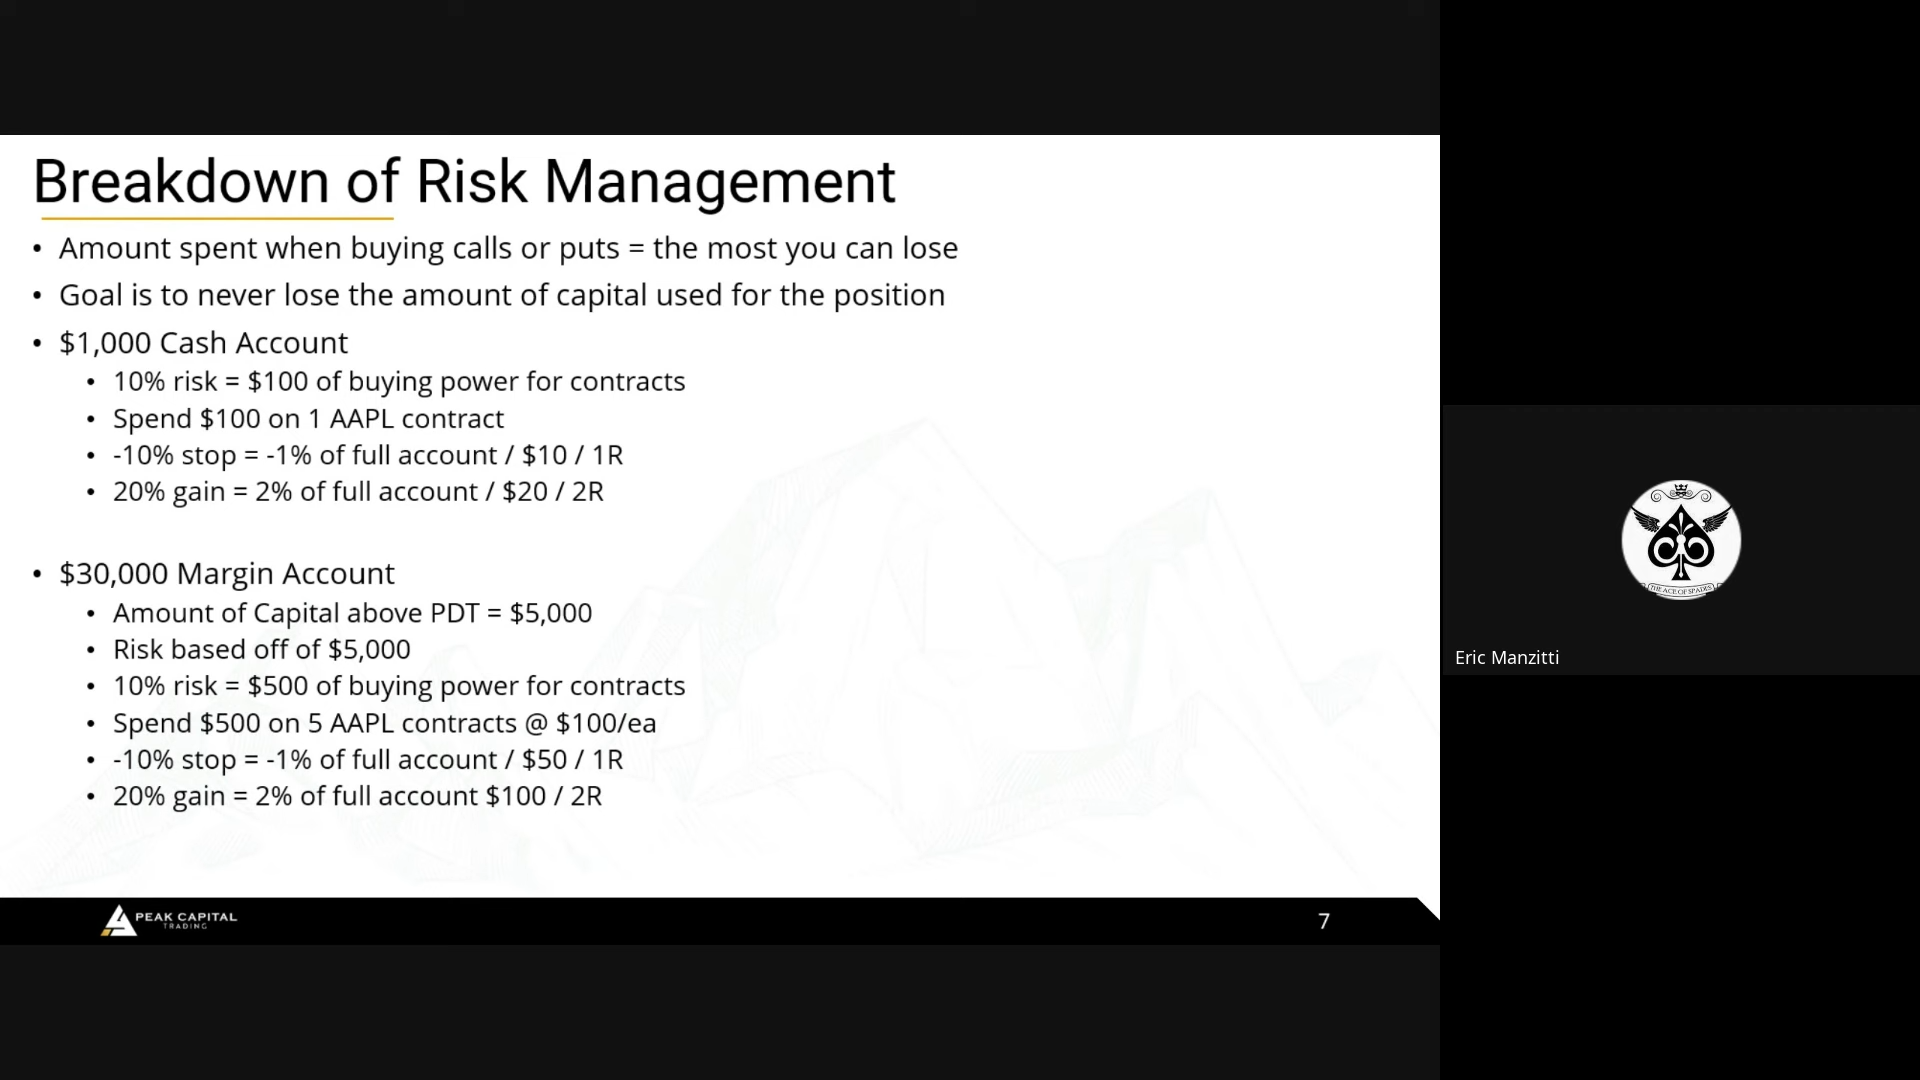 Breakdown of Risk Management
• Amount spent when buying calls or puts = the most you can lose
• Goal is to never lose the amount of capital used for the position
• $1,000 Cash Account
• 10% risk = $100 of buying power for contracts
• Spend $100 on 1 AAPL contract
• -10% stop = -1% of full account / $10 / 1R
• 20% gain = 2% of full account / $20 / 2R
• $30,000 Margin Account
• Amount of Capital above PDT = $5,000
• Risk based off of $5,000
• 10% risk = $500 of buying power for contracts
• Spend $500 on 5 AAPL contracts @ $100/ea
• -10% stop = -1% of full account / $50 / 1R
• 20% gain = 2% of full account $100 / 2R
PEAK CAPITAL
TRADING
7
THE ACE OF SPADES
Eric Manzitti